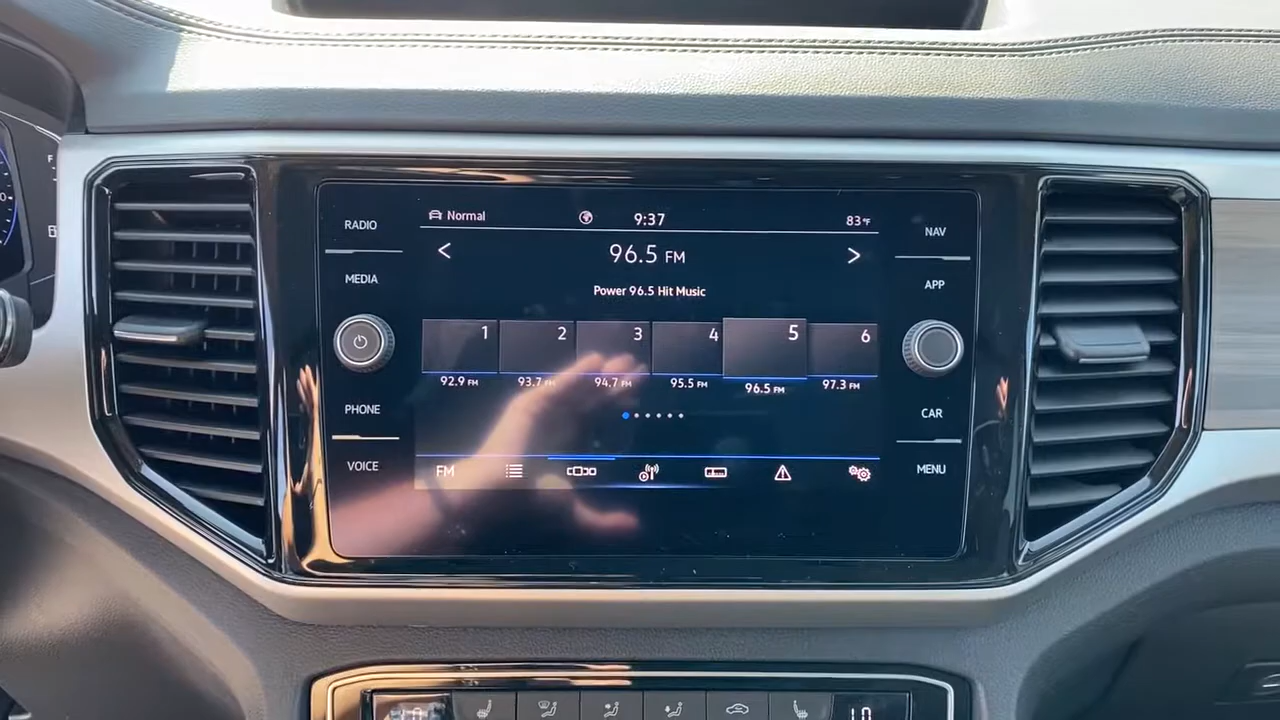 RADIO
MEDIA
PHONE
VOICE
Normal
9:37
83°F
96.5 FM
Power 96.5 Hit Music
1 2 3 4 5 6
92.9 FM 93.7 FM 94.7 FM 95.5 FM 96.5 FM 97.3 FM
FM
NAV
APP
CAR
MENU
F